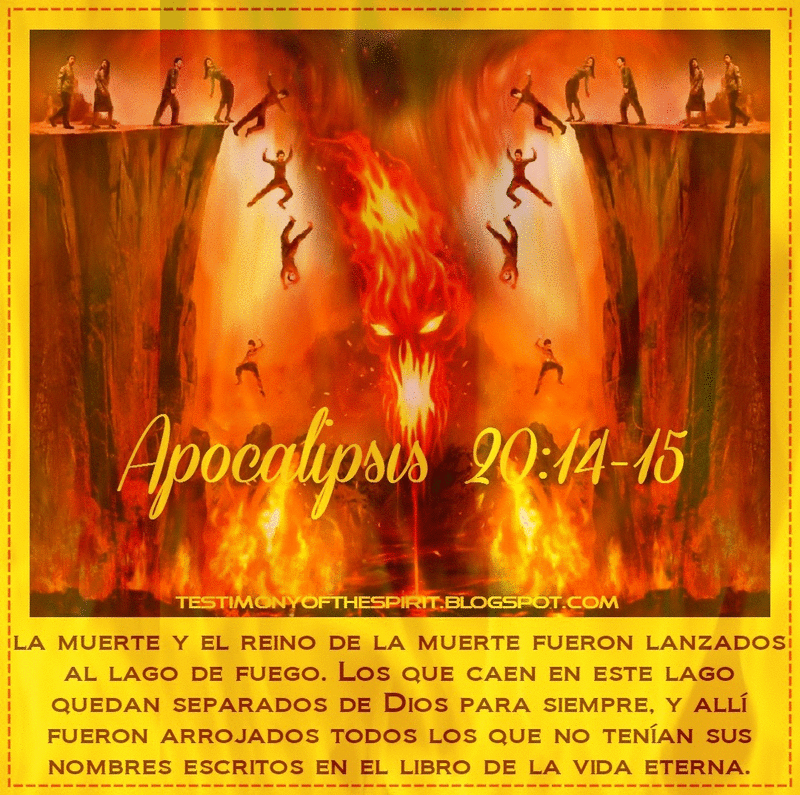 Apocalipsis 20:14-15
TESTIMONYOFTHESPIRIT.BLOGSPOT.COM
LA MUERTE Y EL REINO DE LA MUERTE FUERON LANZADOS
AL LAGO DE FUEGO. LOS QUE CAEN EN ESTE LAGO
QUEDAN SEPARADOS DE DIOS PARA SIEMPRE, Y ALLÍ
FUERON ARROJADOS TODOS LOS QUE NO TENÍAN SUS
NOMBRES ESCRITOS EN EL LIBRO DE LA VIDA ETERNA.